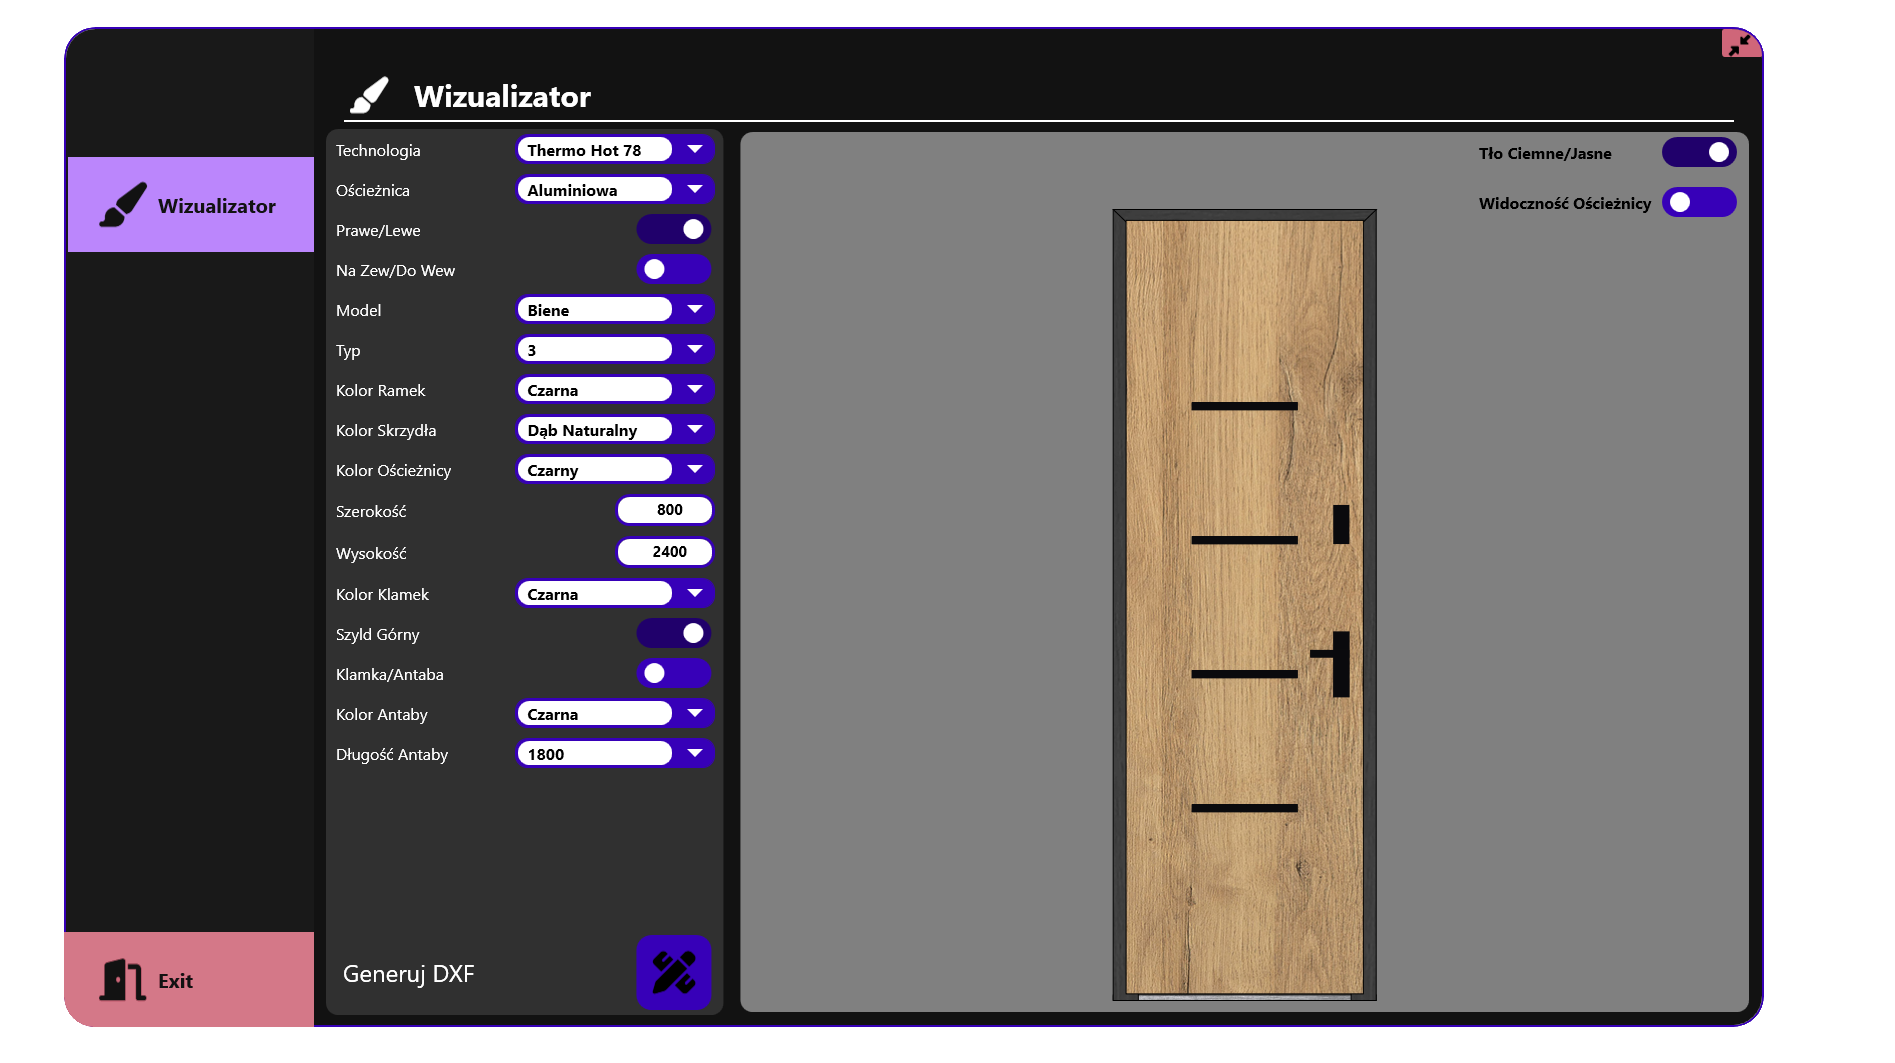 Wizualizator
Wizualizator
Exit
Technologia Thermo Hot 78
Ościeżnica Aluminiowa
Prawe/Lewe
Na Zew/Do Wew
Model Biene
Typ 3
Kolor Ramek Czarna
Kolor Skrzydła Dąb Naturalny
Kolor Ościeżnicy Czarny
Szerokość 800
Wysokość 2400
Kolor Klamek Czarna
Szyld Górny
Klamka/Antaba
Kolor Antaby Czarna
Długość Antaby 1800
Generuj DXF
Tło Ciemne/Jasne
Widoczność Ościeżnicy